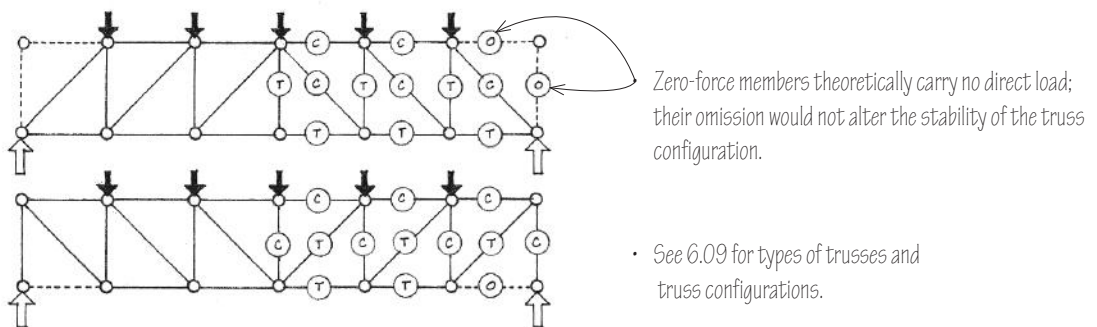 C C O
T C T C T C O
T T T
C C C
C T C T C T C
T T O
• Zero-force members theoretically carry no direct load;
their omission would not alter the stability of the truss
configuration.
• See 6.09 for types of trusses and
truss configurations.